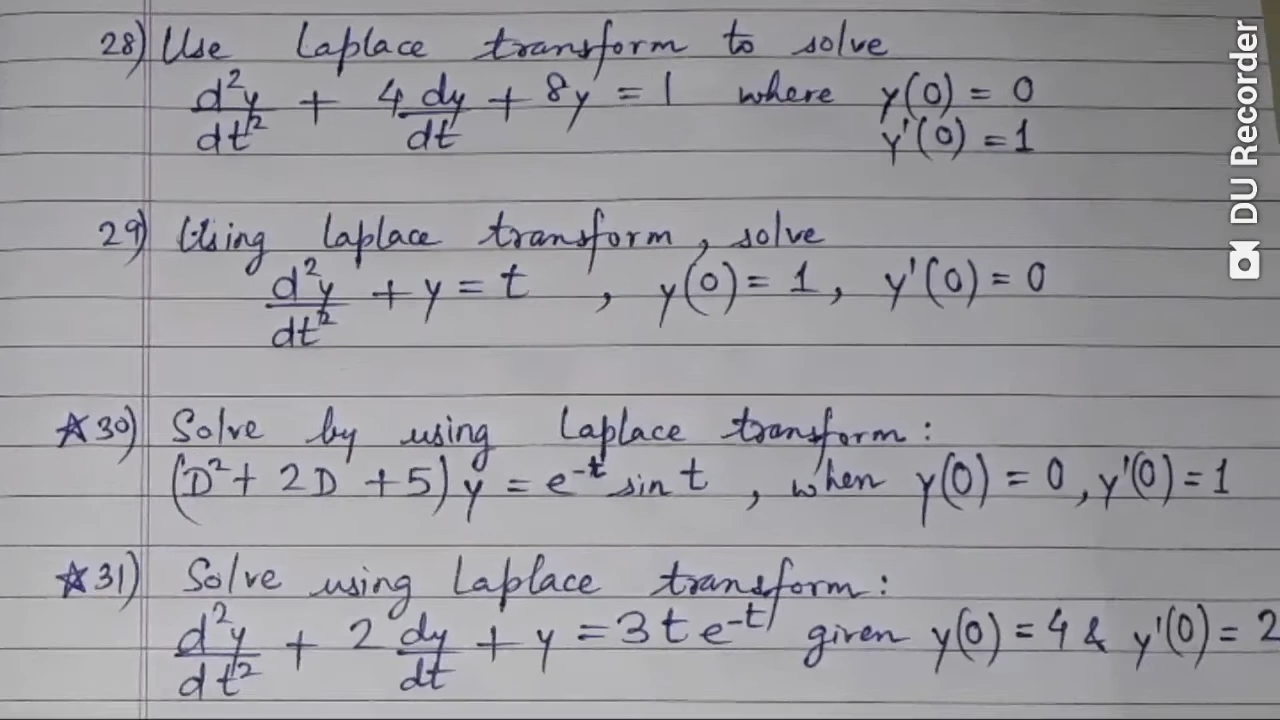 28) Use Laplace transform to solve
d²y/dt² + 4 dy/dt + 8y = 1 where y(0) = 0
y'(0) = 1
29) Using Laplace transform, solve
d²y/dt² + y = t , y(0) = 1, y'(0) = 0
☆30) Solve by using Laplace transform:
(D² + 2D + 5) y = e^-t sin t , when y(0) = 0, y'(0) = 1
☆31) Solve using Laplace transform:
d²y/dt² + 2 dy/dt + y = 3te^-t given y(0) = 4 & y'(0) = 2
DU Recorder